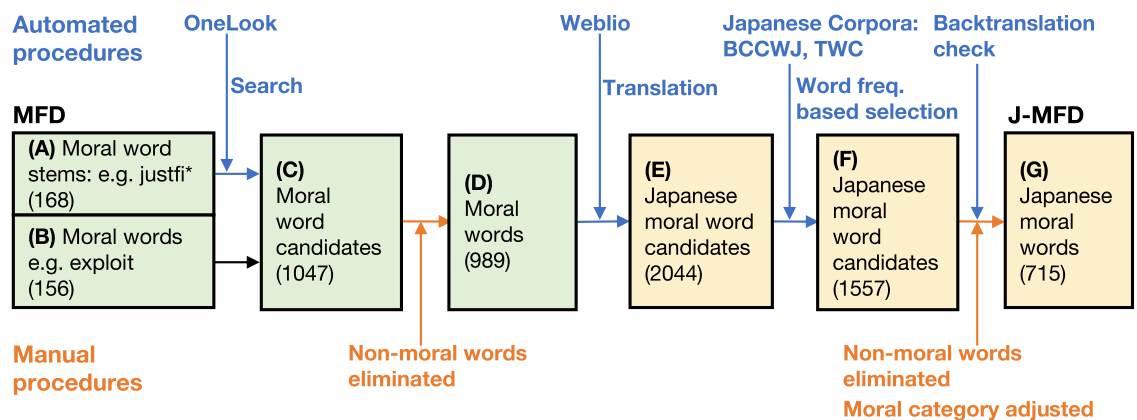 Automated
procedures
OneLook
Search
Weblio
Translation
Japanese Corpora:
BCCWJ, TWC
Word freq.
based selection
Backtranslation
check
MFD
J-MFD
(A) Moral word
stems: e.g. justfi*
(168)
(B) Moral words
e.g. exploit
(156)
(C)
Moral
word
candidates
(1047)
(D)
Moral
words
(989)
(E)
Japanese
moral word
candidates
(2044)
(F)
Japanese
moral
word
candidates
(1557)
(G)
Japanese
moral
words
(715)
Manual
procedures
Non-moral words
eliminated
Non-moral words
eliminated
Moral category adjusted